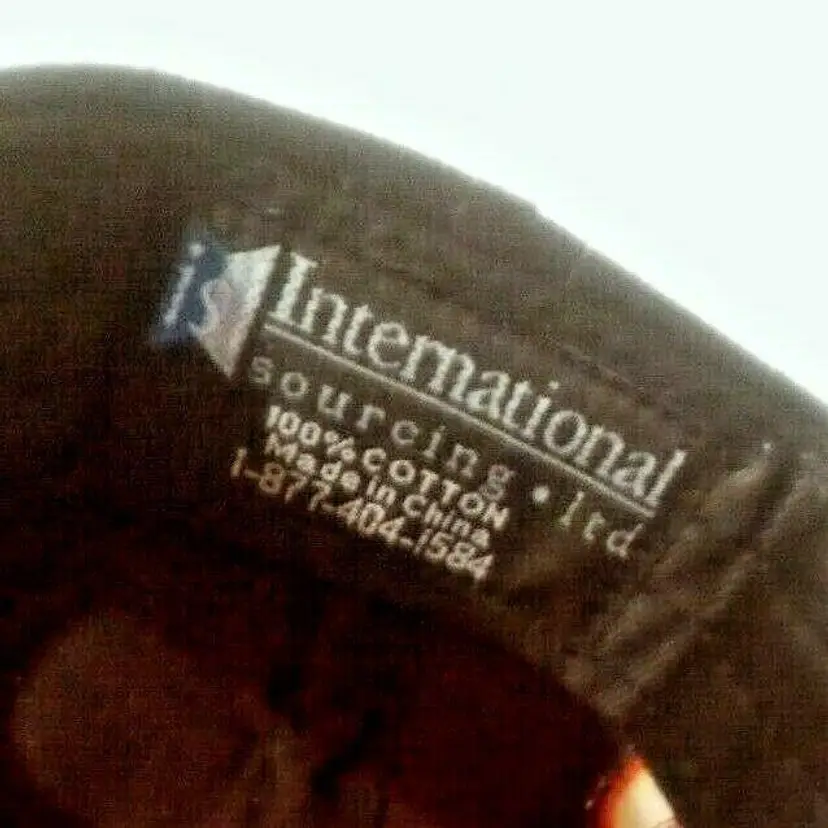 is
International
sourcing • ltd
100% COTTON
Made in China
1-877-404-1584